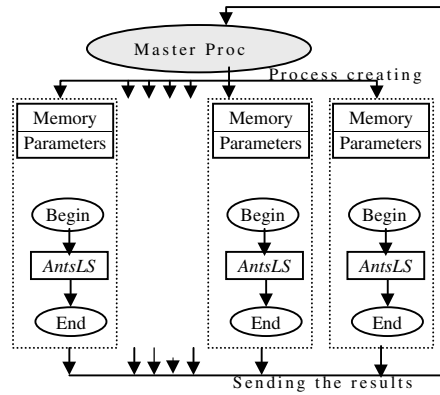 Master Proc
Process creating
Memory Memory Memory
Parameters Parameters Parameters
Begin Begin Begin
AntsLS AntsLS AntsLS
End End End
Sending the results